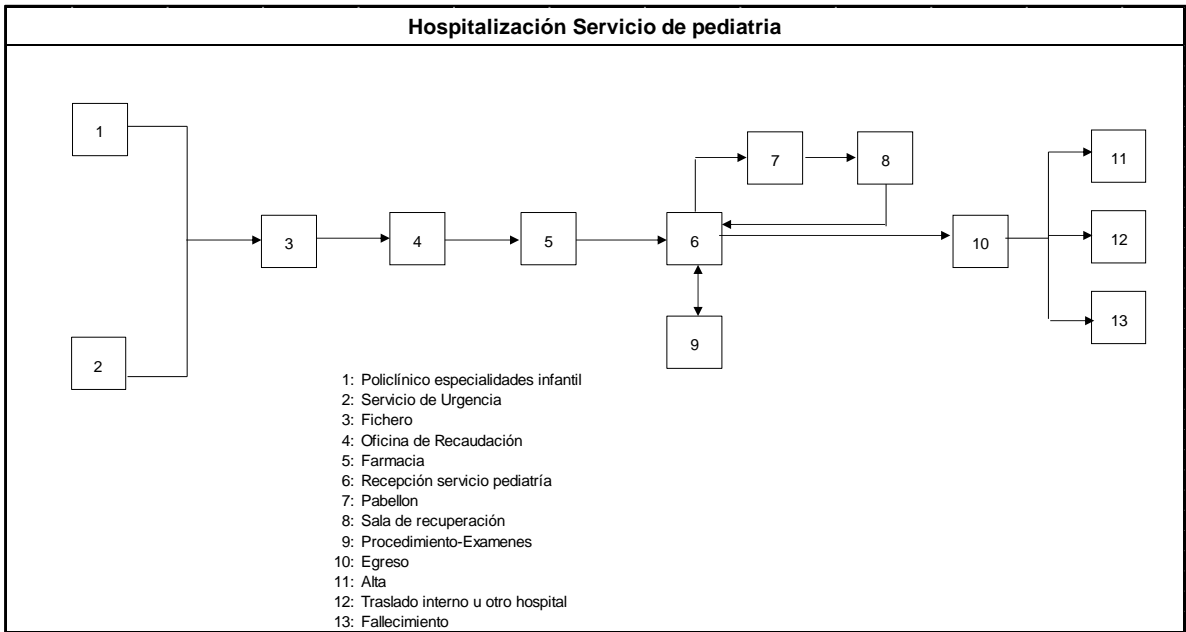 Hospitalización Servicio de pediatria
1
2
3
4
5
6
7
8
9
10
11
12
13
1: Policlínico especialidades infantil
2: Servicio de Urgencia
3: Fichero
4: Oficina de Recaudación
5: Farmacia
6: Recepción servicio pediatría
7: Pabellon
8: Sala de recuperación
9: Procedimiento-Examenes
10: Egreso
11: Alta
12: Traslado interno u otro hospital
13: Fallecimiento